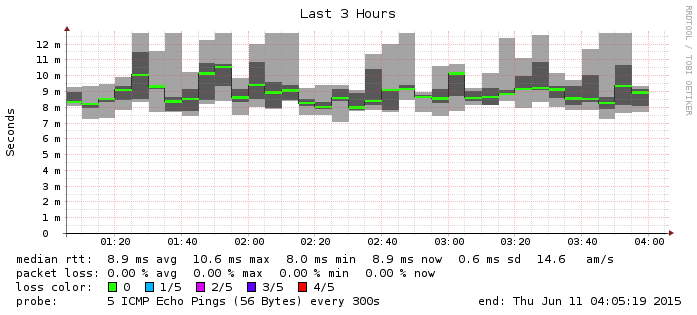 Last 3 Hours
RRDTOOL / TOBI OETIKER
Seconds
12 m
11 m
10 m
9 m
8 m
7 m
6 m
5 m
4 m
3 m
2 m
1 m
0
01:20 01:40 02:00 02:20 02:40 03:00 03:20 03:40 04:00
median rtt: 8.9 ms avg 10.6 ms max 8.0 ms min 8.9 ms now 0.6 ms sd 14.6 am/s
packet loss: 0.00 % avg 0.00 % max 0.00 % min 0.00 % now
loss color: 0 1/5 2/5 3/5 4/5
probe: 5 ICMP Echo Pings (56 Bytes) every 300s end: Thu Jun 11 04:05:19 2015